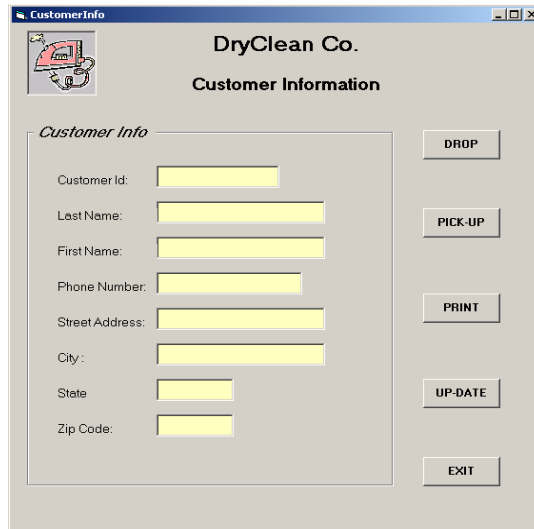 CustomerInfo
DryClean Co.
Customer Information
Customer Info
Customer Id:
Last Name:
First Name:
Phone Number:
Street Address:
City :
State
Zip Code:
DROP
PICK-UP
PRINT
UP-DATE
EXIT